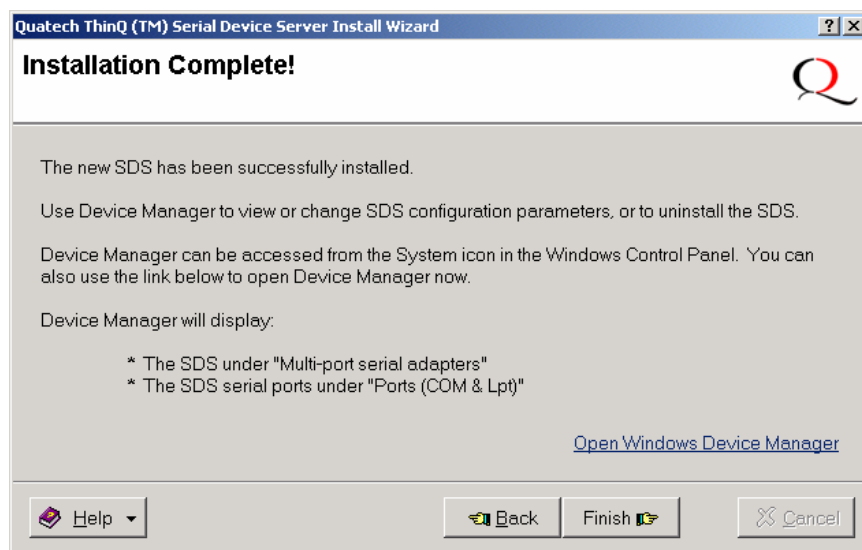 Quatech ThinQ (TM) Serial Device Server Install Wizard
Installation Complete!
The new SDS has been successfully installed.
Use Device Manager to view or change SDS configuration parameters, or to uninstall the SDS.
Device Manager can be accessed from the System icon in the Windows Control Panel. You can
also use the link below to open Device Manager now.
Device Manager will display:
* The SDS under "Multi-port serial adapters"
* The SDS serial ports under "Ports (COM & Lpt)"
Open Windows Device Manager
Help Back Finish Cancel